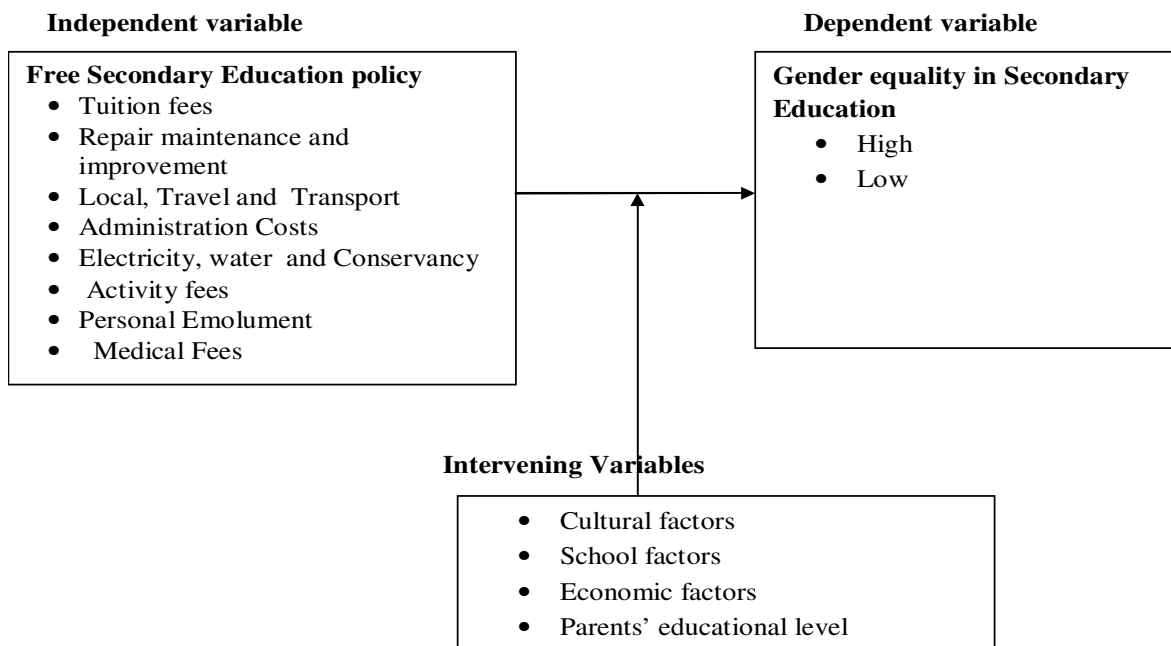 Independent variable
Dependent variable
Free Secondary Education policy
• Tuition fees
• Repair maintenance and
improvement
• Local, Travel and Transport
• Administration Costs
• Electricity, water and Conservancy
• Activity fees
• Personal Emolument
• Medical Fees
Gender equality in Secondary
Education
• High
• Low
Intervening Variables
• Cultural factors
• School factors
• Economic factors
• Parents’ educational level